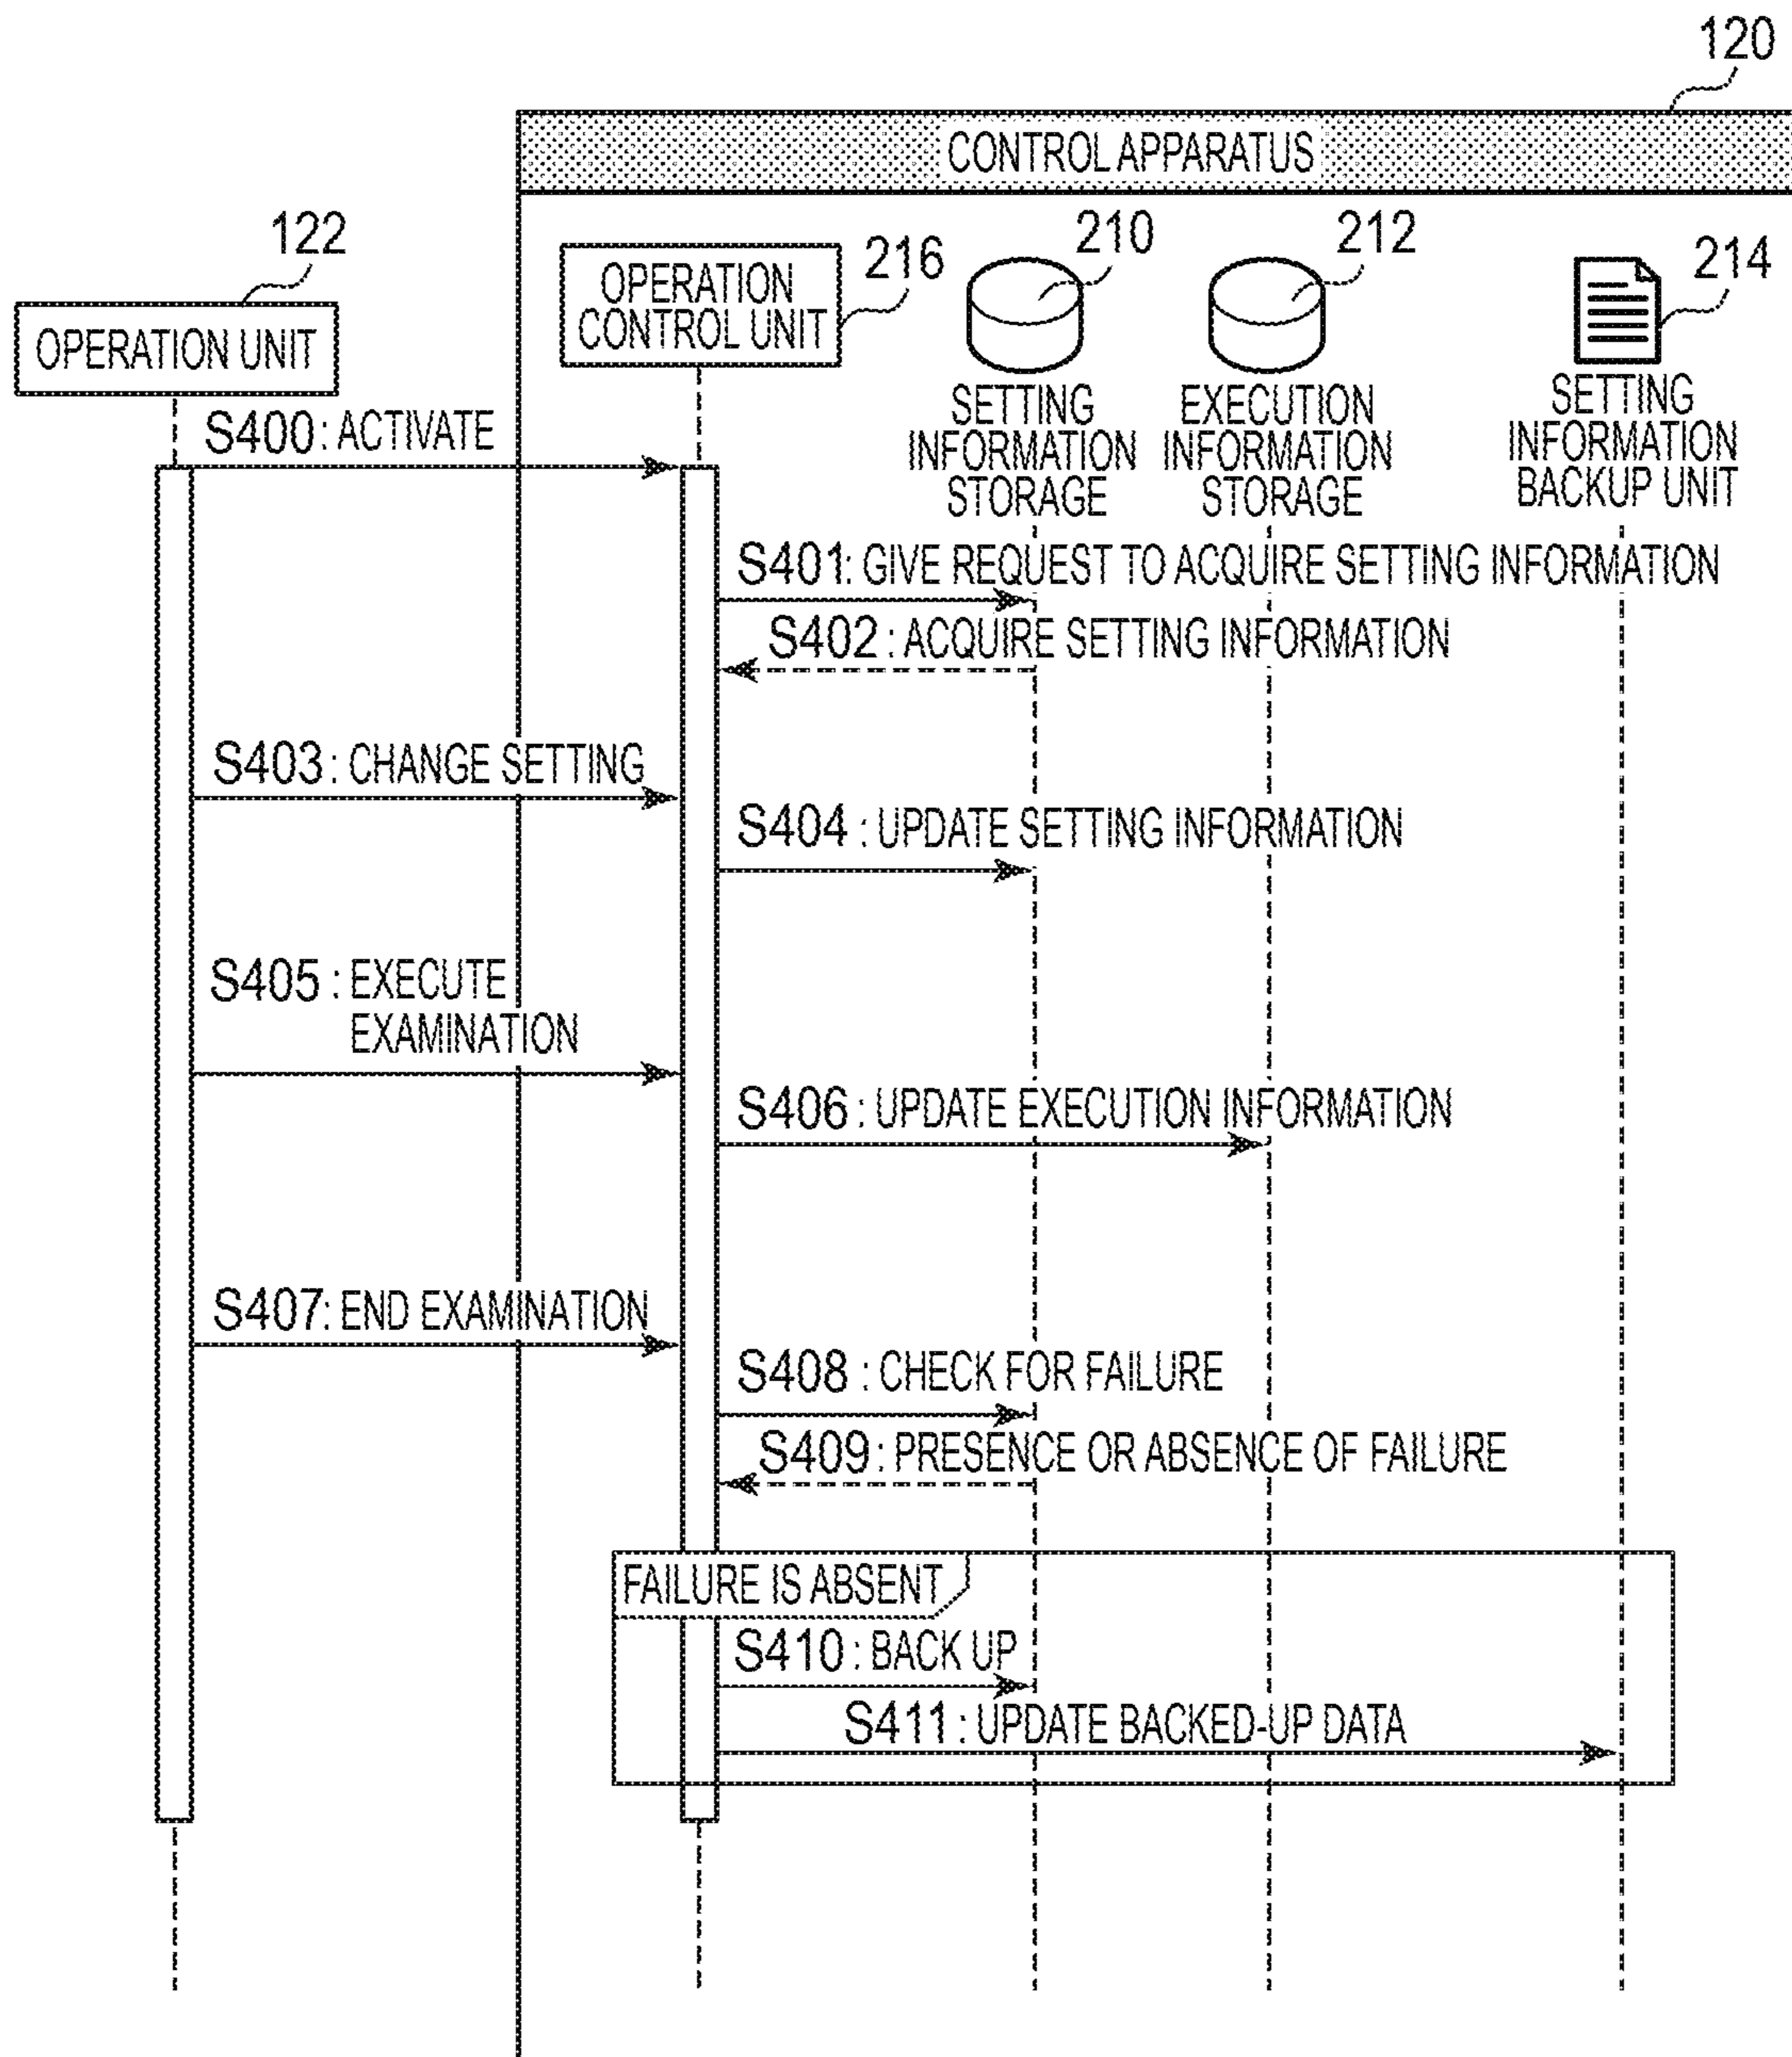 120
CONTROL APPARATUS
122
OPERATION UNIT
OPERATION
CONTROL UNIT
216
210
SETTING
INFORMATION
STORAGE
212
EXECUTION
INFORMATION
STORAGE
214
SETTING
INFORMATION
BACKUP UNIT
S400 : ACTIVATE
S401: GIVE REQUEST TO ACQUIRE SETTING INFORMATION
S402 : ACQUIRE SETTING INFORMATION
S403 : CHANGE SETTING
S404 : UPDATE SETTING INFORMATION
S405 : EXECUTE
EXAMINATION
S406 : UPDATE EXECUTION INFORMATION
S407: END EXAMINATION
S408 : CHECK FOR FAILURE
S409 : PRESENCE OR ABSENCE OF FAILURE
FAILURE IS ABSENT
S410 : BACK UP
S411 : UPDATE BACKED-UP DATA